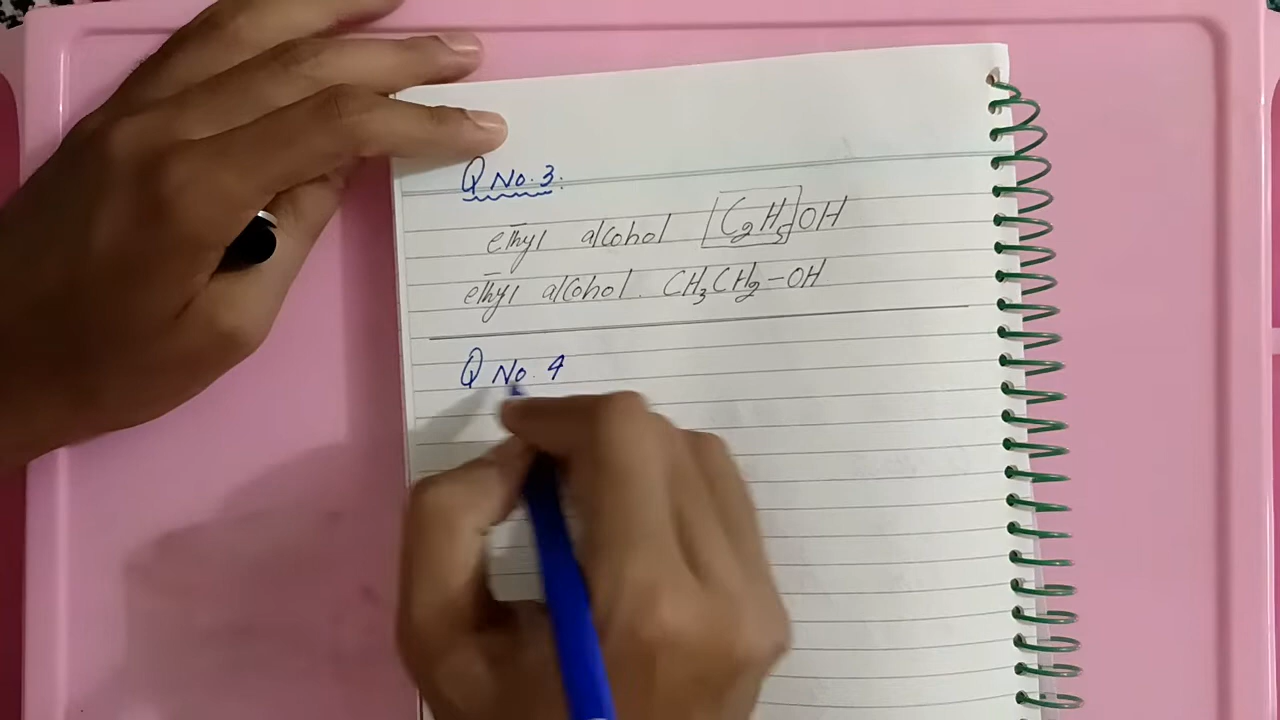 Q No. 3:
ethyl alcohol C₂H₅OH
ethyl alcohol. CH₃CH₂-OH
Q No. 4